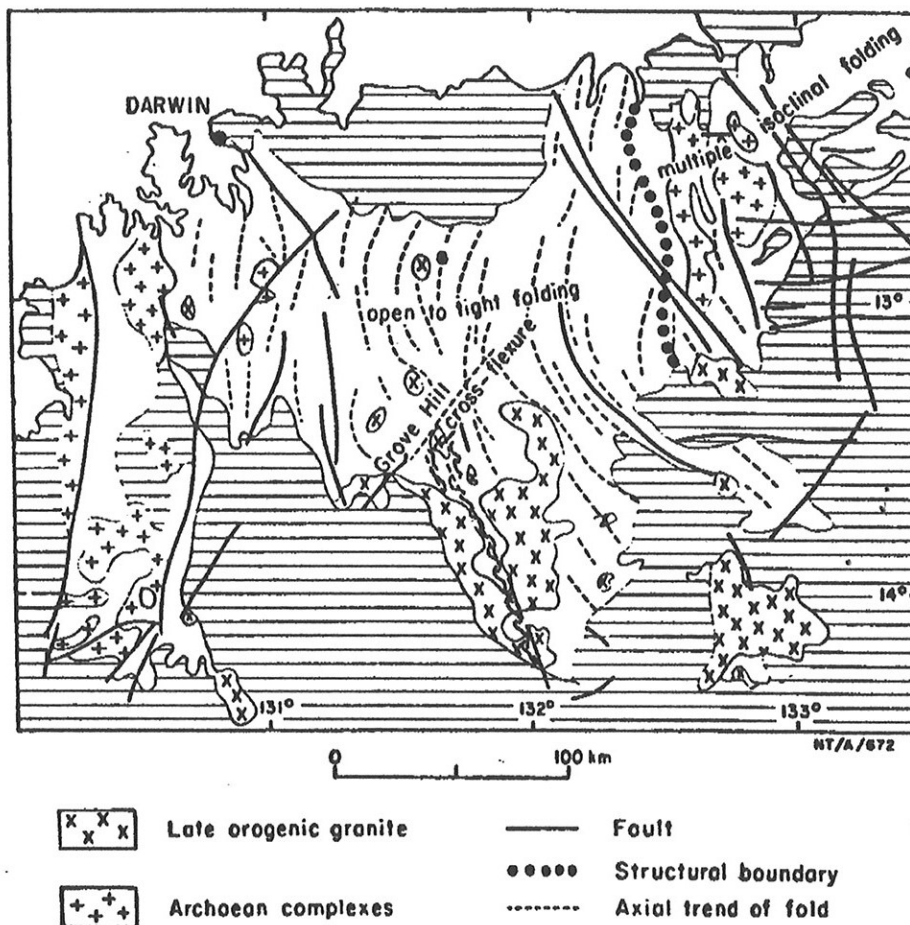 DARWIN
multiple isoclinal folding
13°
open to tight folding
Grove Hill
cross-flexure
14°
131°
132°
133°
NT/A/672
0
100 km
Late orogenic granite
Fault
Structural boundary
Archaean complexes
Axial trend of fold